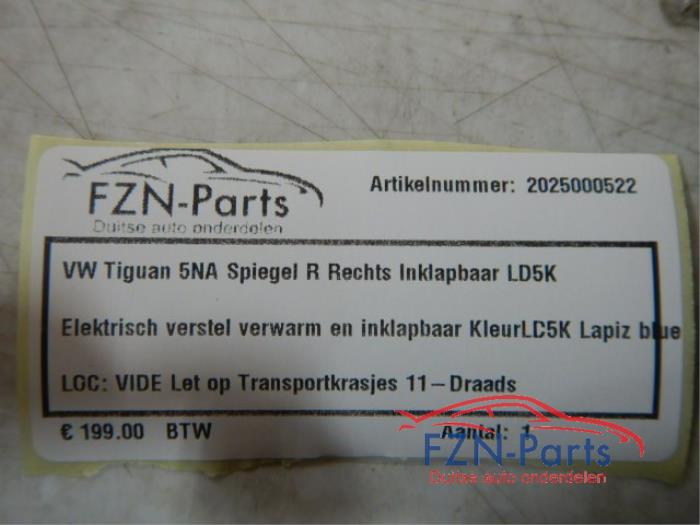 FZN-Parts
Duitse auto onderdelen
Artikelnummer: 2025000522
VW Tiguan 5NA Spiegel R Rechts Inklapbaar LD5K
Elektrisch verstel verwarm en inklapbaar KleurLC5K Lapiz blue
LOC: VIDE Let op Transportkrasjes 11-Draads
€ 199.00 BTW
Aantal: 1
FZN-Parts
Duitse auto onderdelen